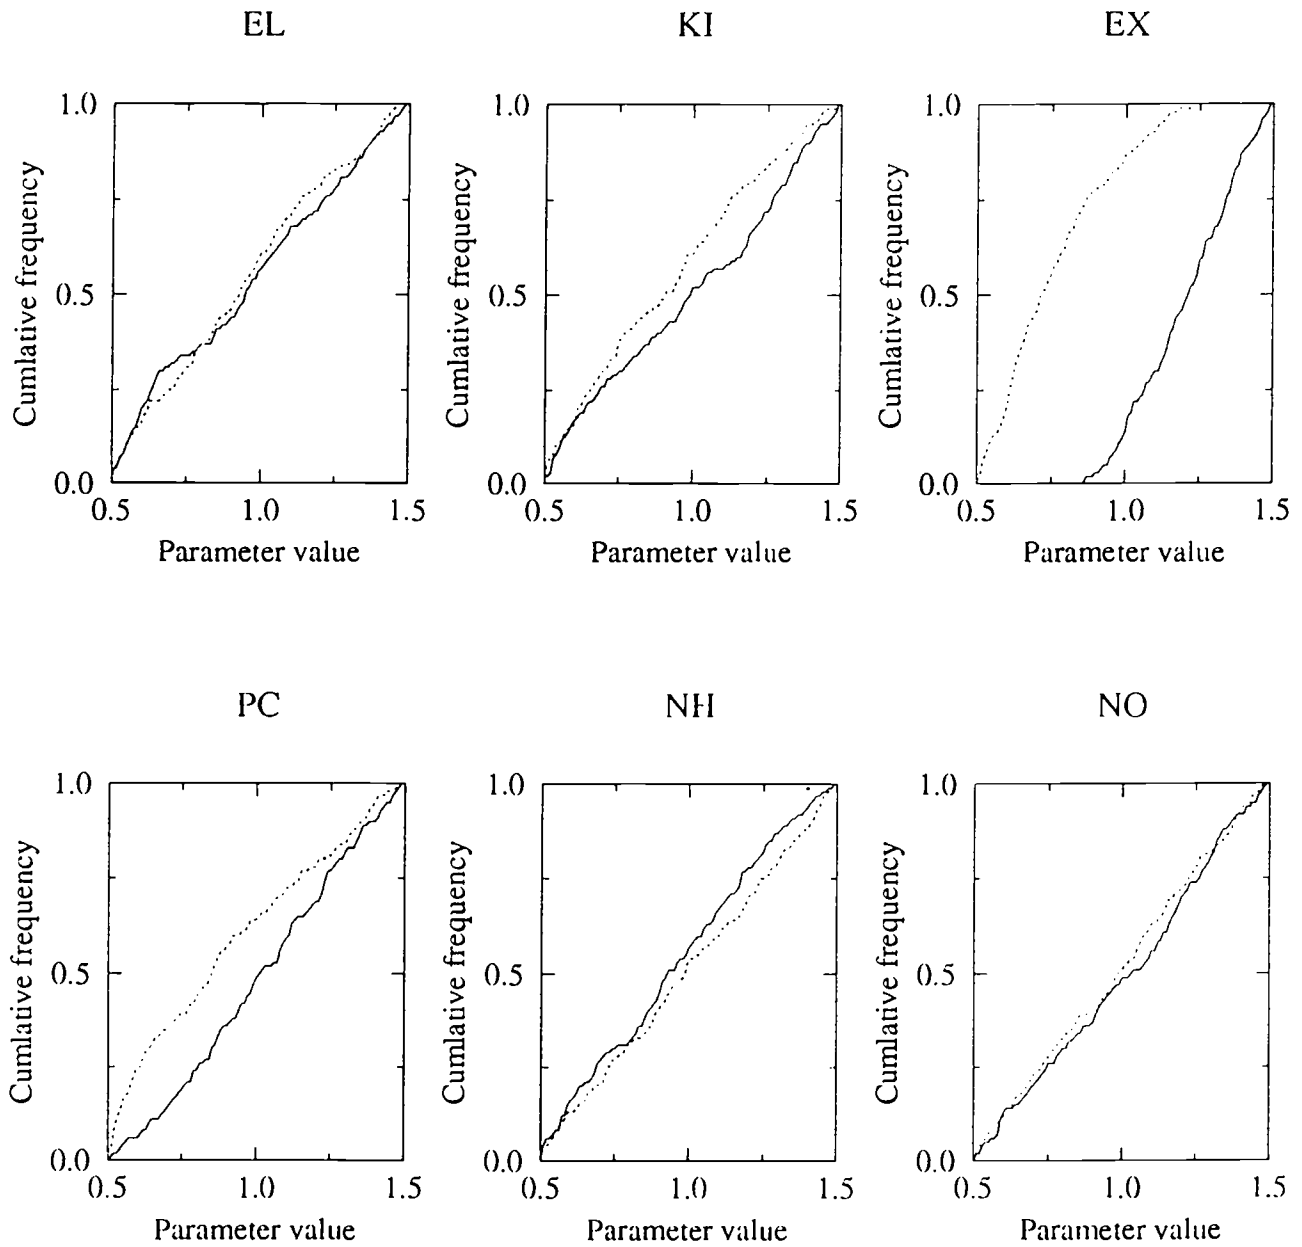 EL KI EX
1.0 1.0 1.0
Cumlative frequency Cumlative frequency Cumlative frequency
0.5 0.5 0.5
0.0 0.0 0.0
0.5 1.0 1.5 0.5 1.0 1.5 0.5 1.0 1.5
Parameter value Parameter value Parameter value
PC NH NO
1.0 1.0 1.0
Cumlative frequency Cumlative frequency Cumlative frequency
0.5 0.5 0.5
0.0 0.0 0.0
0.5 1.0 1.5 0.5 1.0 1.5 0.5 1.0 1.5
Parameter value Parameter value Parameter value